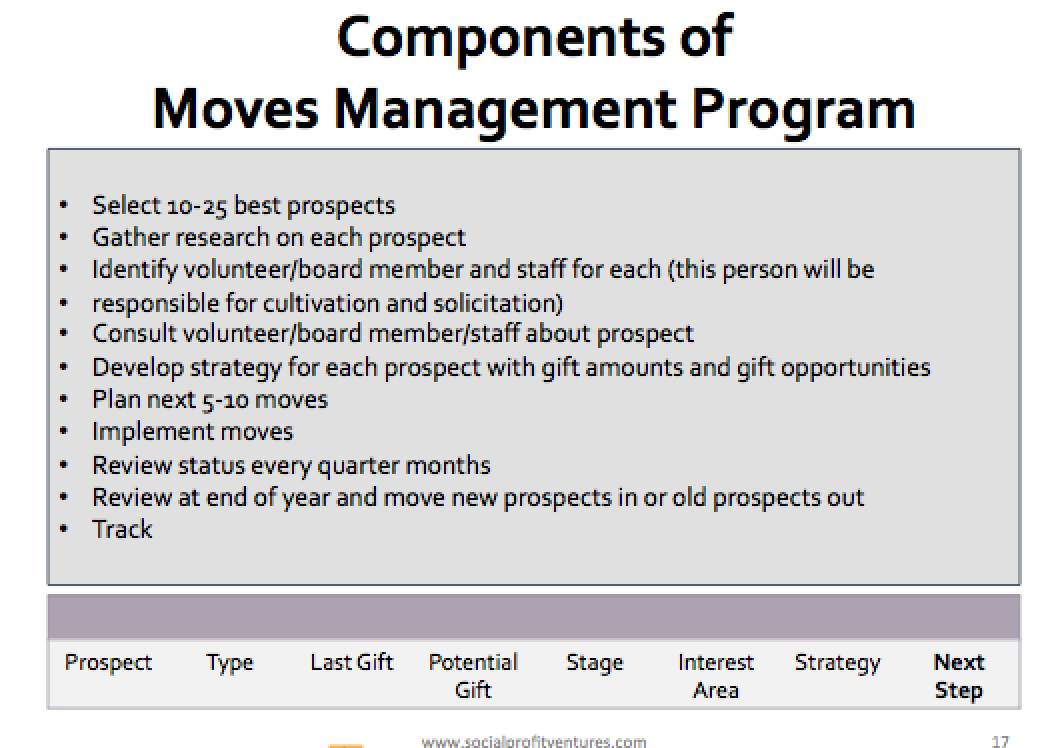 Components of
Moves Management Program
• Select 10-25 best prospects
• Gather research on each prospect
• Identify volunteer/board member and staff for each (this person will be
• responsible for cultivation and solicitation)
• Consult volunteer/board member/staff about prospect
• Develop strategy for each prospect with gift amounts and gift opportunities
• Plan next 5-10 moves
• Implement moves
• Review status every quarter months
• Review at end of year and move new prospects in or old prospects out
• Track
Prospect Type Last Gift Potential Stage Interest Strategy Next
Gift Area Step
www.socialprofitventures.com 17